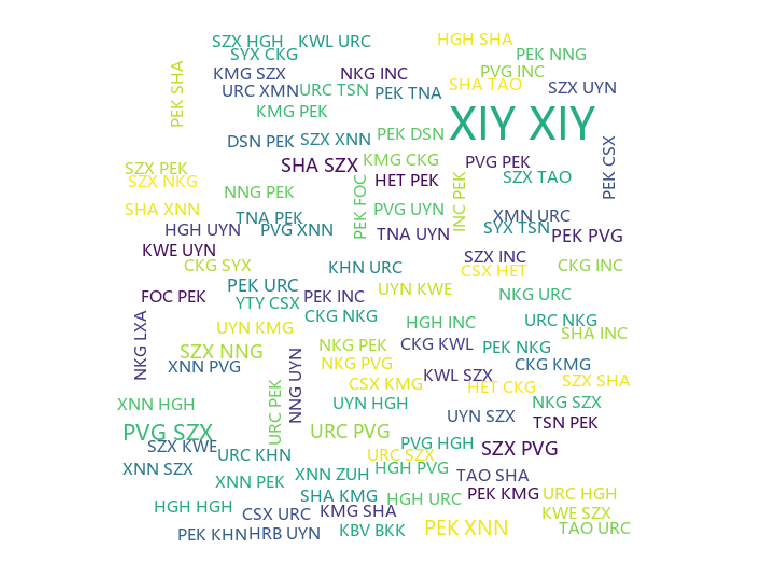 SZX HGH
KWL URC
HGH SHA
SYX CKG
PEK NNG
KMG SZX
NKG INC
PVG INC
PEK SHA
URC XMN
URC TSN
PEK TNA
SHA TAO
SZX UYN
KMG PEK
XIY XIY
DSN PEK
SZX XNN
PEK DSN
SZX PEK
SHA SZX
KMG CKG
PVG PEK
PEK CSX
SZX NKG
HET PEK
SZX TAO
NNG PEK
PEK FOC
INC PEK
SHA XNN
TNA PEK
PVG UYN
XMN URC
HGH UYN
PVG XNN
TNA UYN
SYX TSN
PEK PVG
KWE UYN
CKG SYX
KHN URC
SZX INC
CSX HET
CKG INC
FOC PEK
PEK URC
PEK INC
UYN KWE
NKG URC
YTY CSX
NKG LXA
UYN KMG
CKG NKG
HGH INC
URC NKG
SHA INC
SZX NNG
NKG PEK
CKG KWL
PEK NKG
XNN PVG
NNG UYN
NKG PVG
CKG KMG
CSX KMG
KWL SZX
HET CKG
SZX SHA
XNN HGH
URC PEK
UYN HGH
UYN SZX
NKG SZX
PVG SZX
URC PVG
TSN PEK
SZX KWE
PVG HGH
SZX PVG
URC KHN
URC SZX
XNN SZX
XNN PEK
XNN ZUH
HGH PVG
TAO SHA
SHA KMG
HGH URC
PEK KMG
URC HGH
HGH HGH
CSX URC
KMG SHA
KWE SZX
PEK KHN
HRB UYN
KBV BKK
PEK XNN
TAO URC